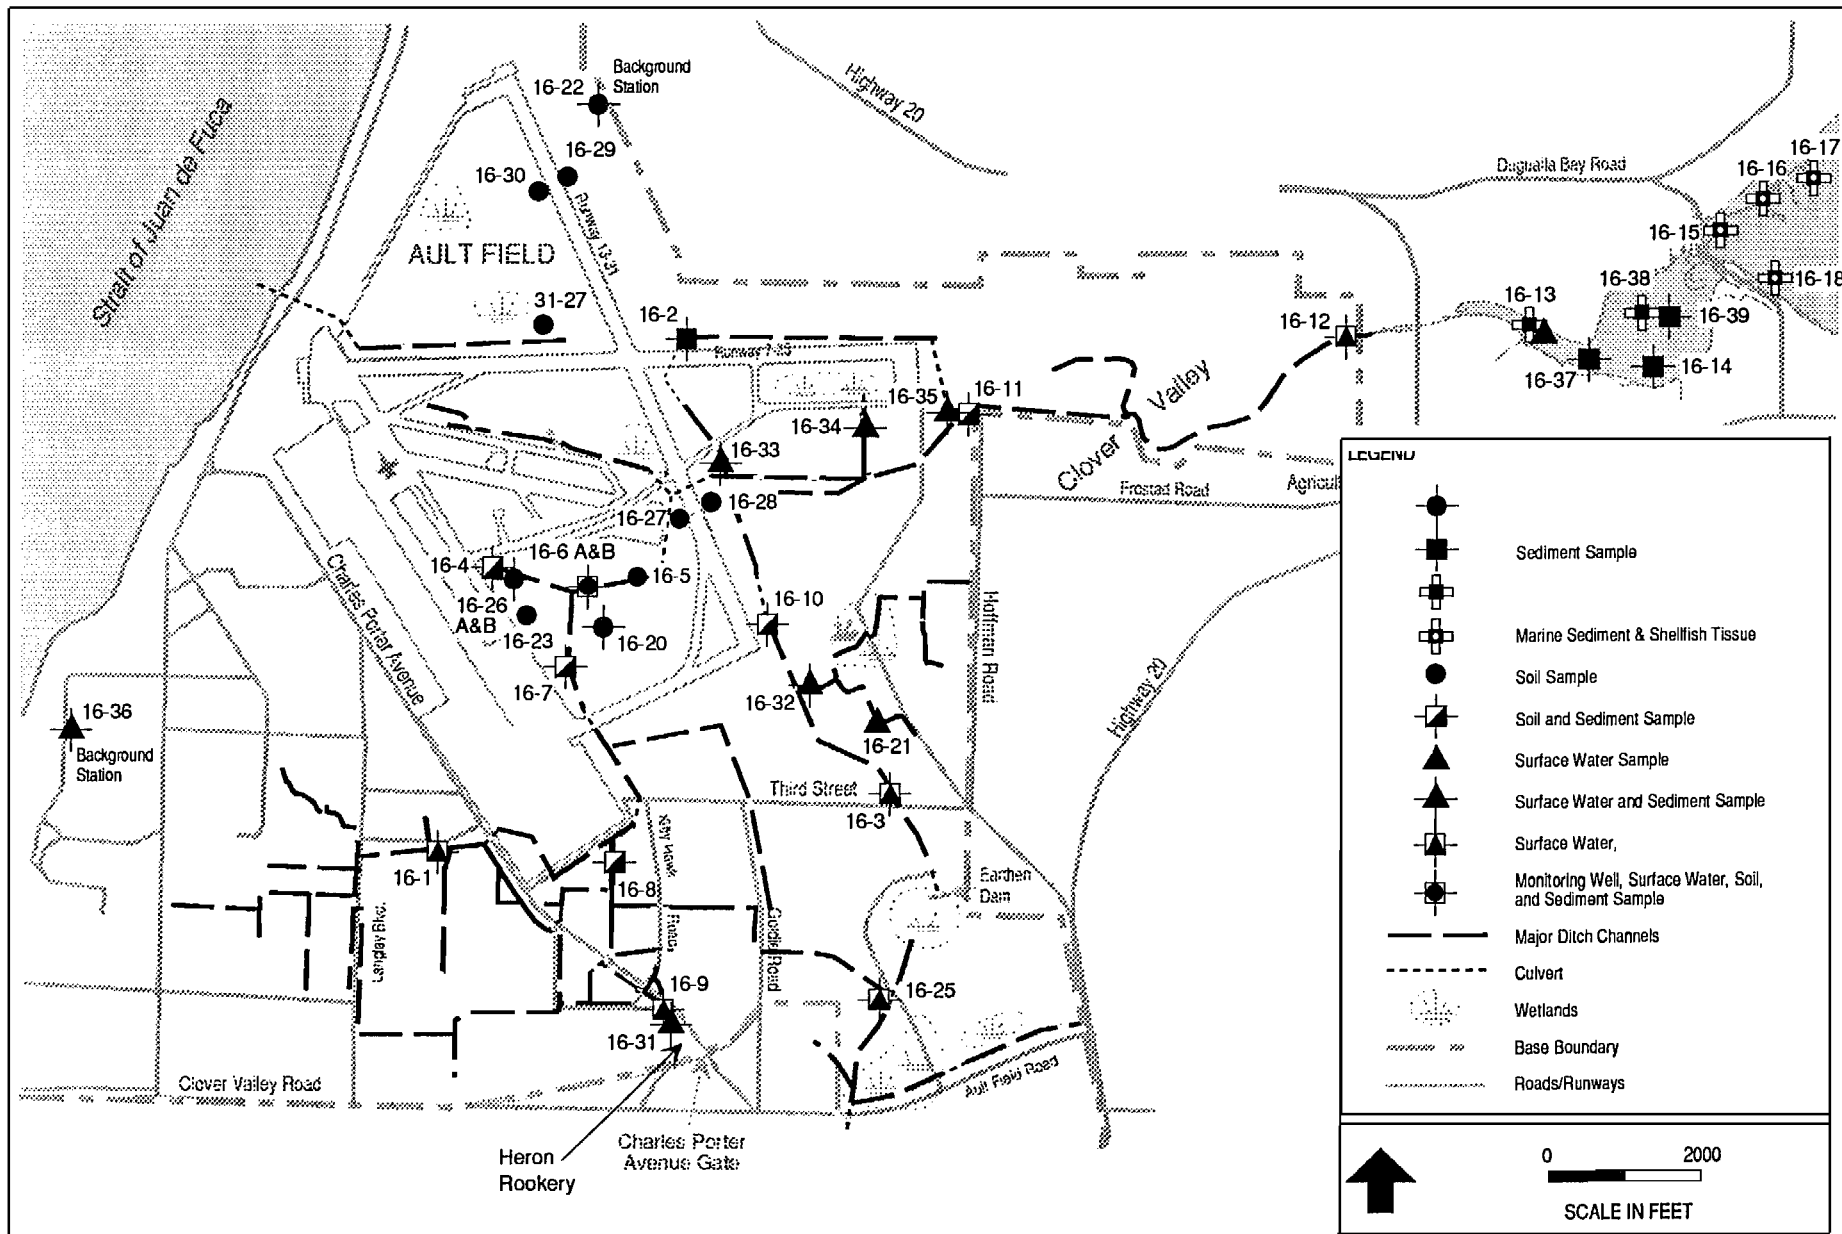 Strait of Juan de Fuca
16-22
Background
Station
Highway 20
16-29
16-30
Runway 13-31
AULT FIELD
31-27
16-2
Runway 7-25
Dugualla Bay Road
16-17
16-16
16-15
16-18
16-38
16-39
16-13
16-12
16-37
16-14
16-35
16-11
16-34
16-33
Clover Valley
Frostad Road
Agricult
16-28
16-27
16-6 A&B
16-4
16-5
16-26
A&B
16-23
16-20
16-10
16-7
16-32
16-21
Hoffman Road
Highway 20
Charles Porter Avenue
16-36
Background
Station
Third Street
16-3
16-1
16-8
Langley Blvd.
Road
Goldie Road
Earthen
Dam
16-9
16-25
16-31
Clover Valley Road
Ault Field Road
Heron
Rookery
Charles Porter
Avenue Gate
LEGEND
Sediment Sample
Marine Sediment & Shellfish Tissue
Soil Sample
Soil and Sediment Sample
Surface Water Sample
Surface Water and Sediment Sample
Surface Water,
Monitoring Well, Surface Water, Soil,
and Sediment Sample
Major Ditch Channels
Culvert
Wetlands
Base Boundary
Roads/Runways
0 2000
SCALE IN FEET